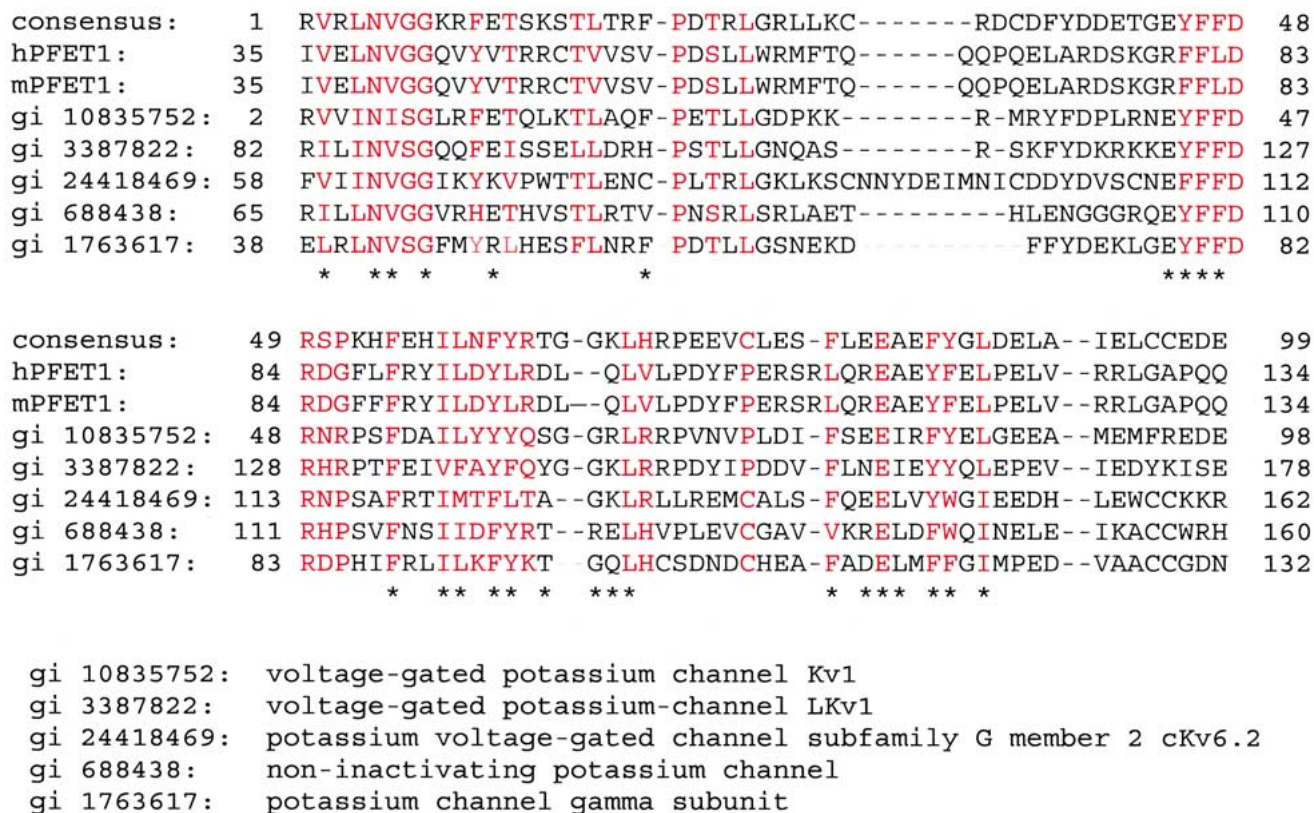 consensus: 1 RVRLNVGGKRFETSKSTLTRF-PDTRLGRLLKC-------RDCDFYDDETGEYFFD 48
hPFET1: 35 IVELNVGGQVYVTRRCTVVSV-PDSLLWRMFTQ-------QQPQELARDSKGRFFLD 83
mPFET1: 35 IVELNVGGQVYVTRRCTVVSV-PDSLLWRMFTQ-------QQPQELARDSKGRFFLD 83
gi 10835752: 2 RVVINISGLRFETQLKTLAQF-PETLLGDPKK--------R-MRYFDPLRNEYFFD 47
gi 3387822: 82 RILINVSGQQFEISSELLDRH-PSTLLGNQAS--------R-SKFYDKRKKEYFFD 127
gi 24418469: 58 FVIINVGGIKYKVPWTTLENC-PLTRLGKLKSCNNYDEIMNICDDYDVSCNEFFFD 112
gi 688438: 65 RILLNVGGVRHETHVSTLRTV-PNSRLSRLAET---------HLENGGGRQEYFFD 110
gi 1763617: 38 ELRLNVSGFMYRLHESFLNRF PDTLLGSNEKD FFYDEKLGEYFFD 82
* ** * * * ****
consensus: 49 RSPKHFEHILNFYRTG-GKLHRPEEVCLES-FLEEAEFYGLDELA--IELCCEDE 99
hPFET1: 84 RDGFLFRYILDYLRDL--QLVLPDYFPERSRLQREAEYFELPELV--RRLGAPQQ 134
mPFET1: 84 RDGFFFRYILDYLRDL--QLVLPDYFPERSRLQREAEYFELPELV--RRLGAPQQ 134
gi 10835752: 48 RNRPSFDAILYYYQSG-GRLRRPVNVPLDI-FSEEIRFYELGEEA--MEMFREDE 98
gi 3387822: 128 RHRPTFEIVFAYFQYG-GKLRRPDYIPDDV-FLNEIEYYQLEPEV--IEDYKISE 178
gi 24418469: 113 RNPSAFRTIMTFLTA--GKLRLLREMCALS-FQEELVYWGIEEDH--LEWCCKKR 162
gi 688438: 111 RHPSVFNSIIDFYRT--RELHVPLEVCGAV-VKRELDFWQINELE--IKACCWRH 160
gi 1763617: 83 RDPHIFRLILKFYKT GQLHCSDNDCHEA-FADELMFFGIMPED--VAACCGDN 132
* ** ** * *** * *** ** *
gi 10835752: voltage-gated potassium channel Kv1
gi 3387822: voltage-gated potassium-channel LKv1
gi 24418469: potassium voltage-gated channel subfamily G member 2 cKv6.2
gi 688438: non-inactivating potassium channel
gi 1763617: potassium channel gamma subunit